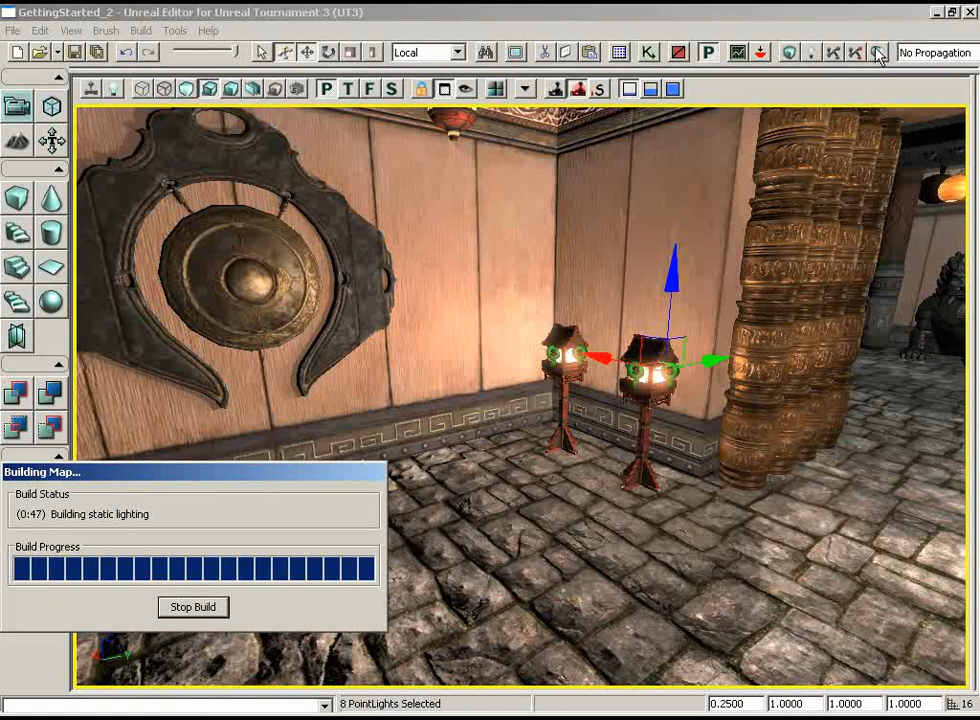 GettingStarted_2 - Unreal Editor for Unreal Tournament 3 (UT3)
File Edit View Brush Build Tools Help
Local
K
P
No Propagation
P T F S
S
Building Map...
Build Status
(0:47) Building static lighting
Build Progress
Stop Build
Y
8 PointLights Selected
0.2500
1.0000
1.0000
1.0000
16